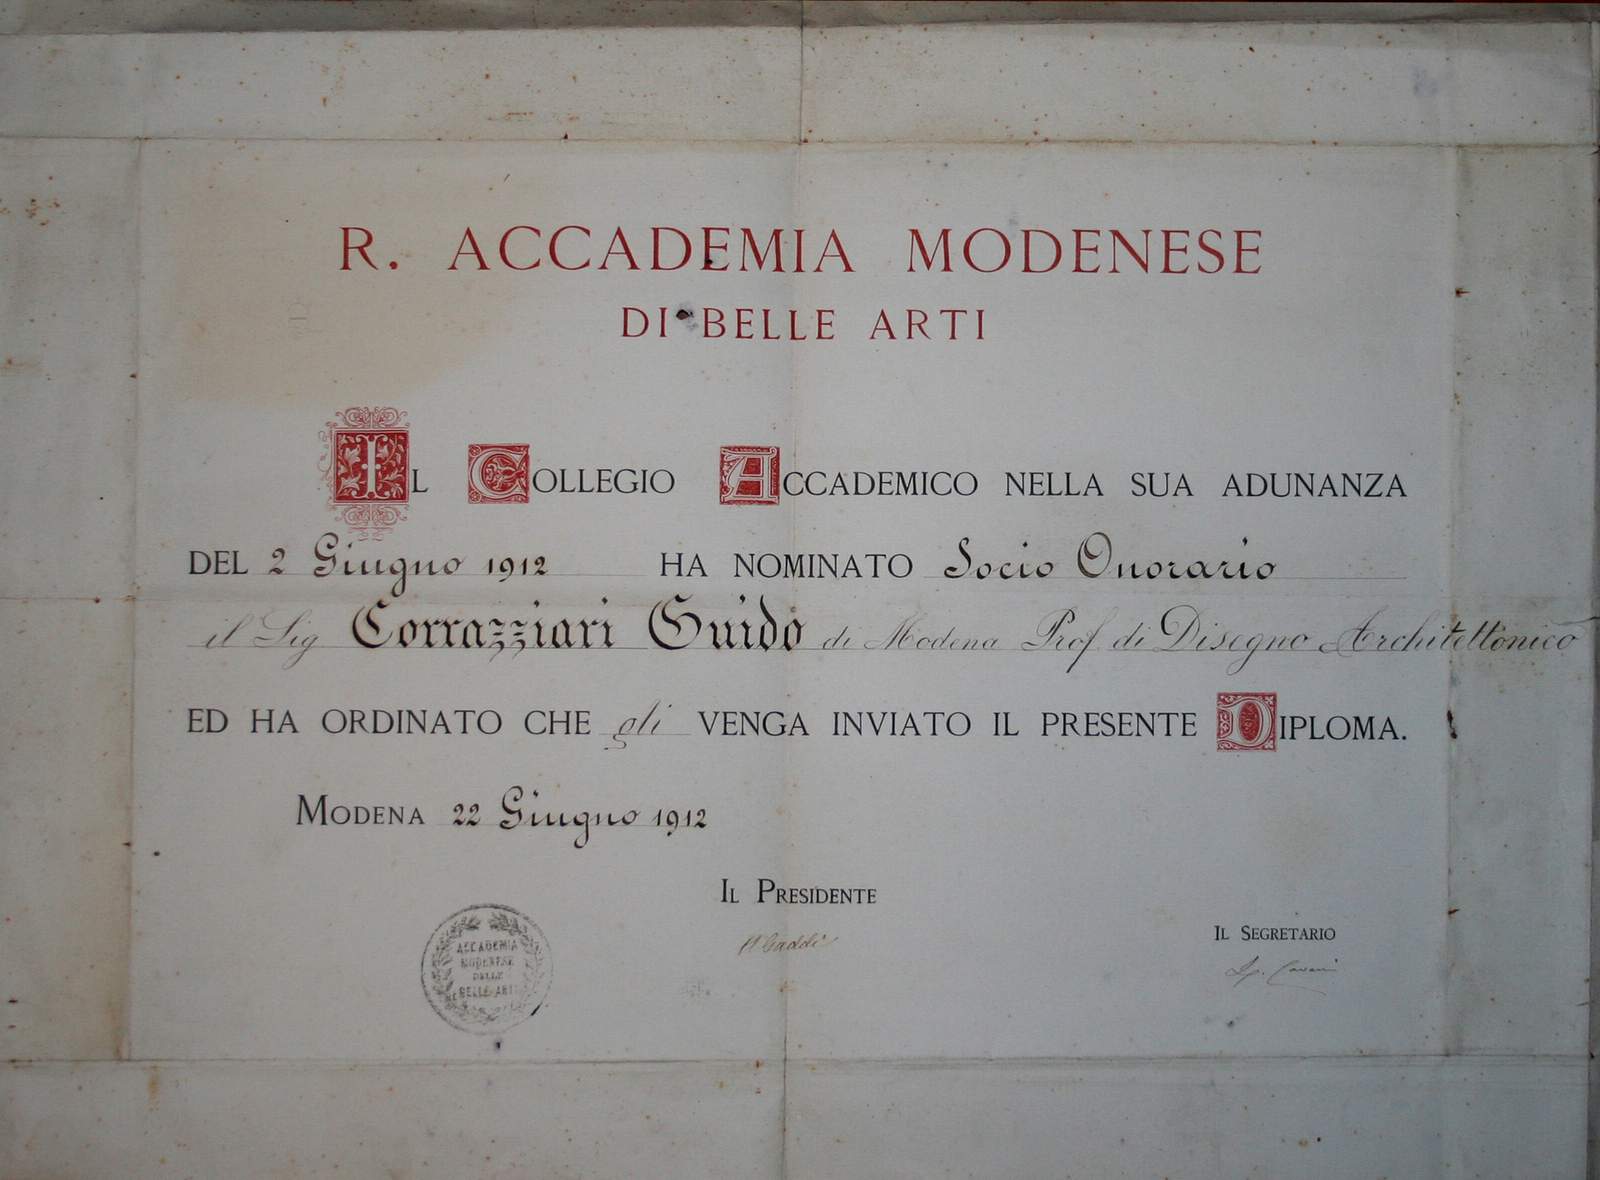 R. ACCADEMIA MODENESE
DI BELLE ARTI
IL COLLEGIO ACCADEMICO NELLA SUA ADUNANZA
DEL 2 Giugno 1912 HA NOMINATO Socio Onorario
il Sig Corrazziari Guido di Modena Prof di Disegno Architettonico
ED HA ORDINATO CHE gli VENGA INVIATO IL PRESENTE DIPLOMA.
MODENA 22 Giugno 1912
IL PRESIDENTE
Gaddi
IL SEGRETARIO
ACCADEMIA
MODENESE
DELLE
BELLE ARTI